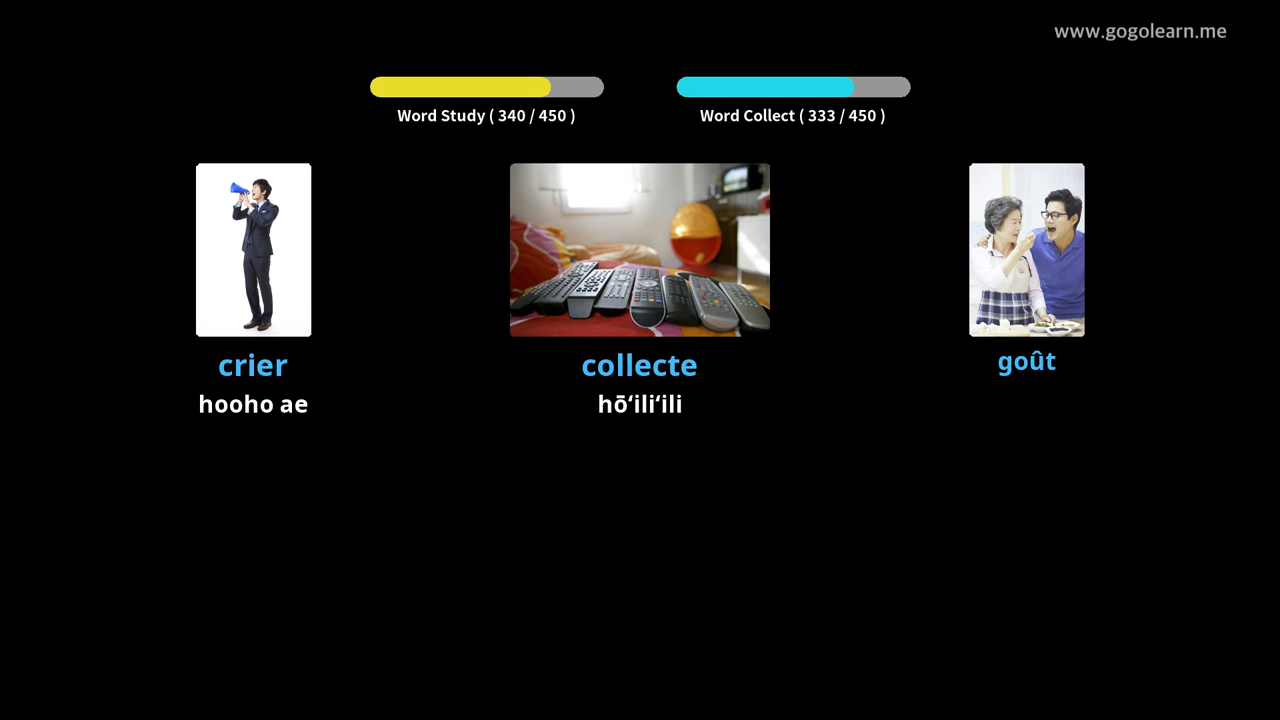 www.gogolearn.me
Word Study ( 340 / 450 )
Word Collect ( 333 / 450 )
crier
collecte
goût
hooho ae
hōʻiliʻili